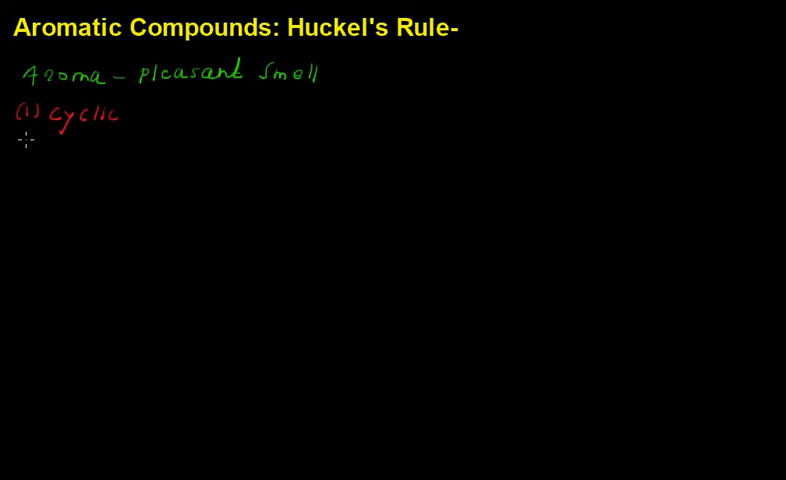 Aromatic Compounds: Huckel's Rule-
Aroma - Pleasant Smell
(1) Cyclic